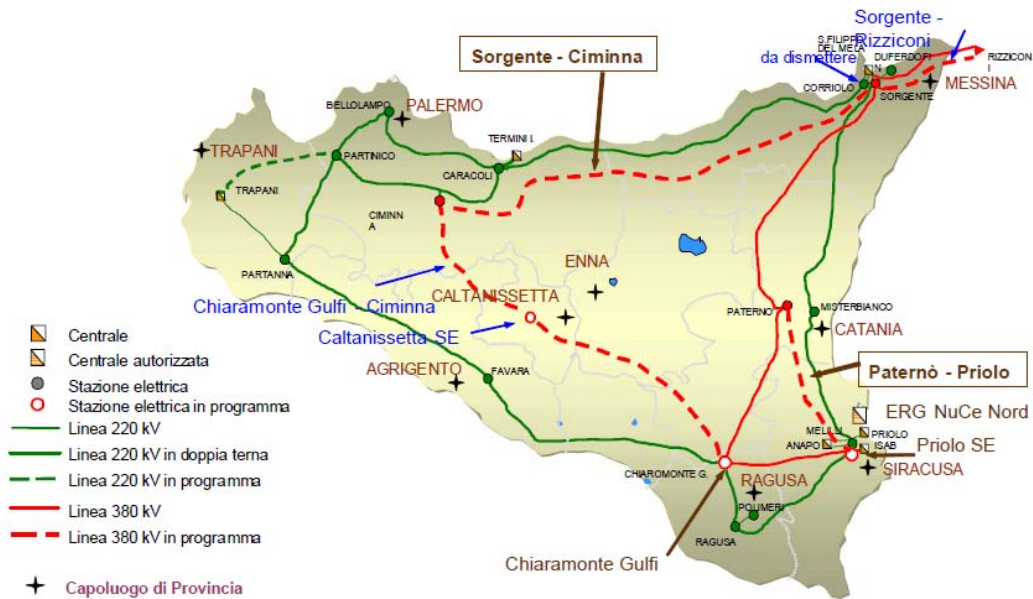 Sorgente -
Rizziconi
S.FILIPPO
DEL MELA
DUFERDOFI
N
RIZZICON
I
da dismettere
CORRIOLO
SORGENTE
MESSINA
Sorgente - Ciminna
BELLOLAMPO
PALERMO
TERMINI I.
TRAPANI
PARTINICO
CARACOLI
TRAPANI
CIMINN
A
PARTANNA
ENNA
Chiaramonte Gulfi - Ciminna
CALTANISSETTA
Caltanissetta SE
PATERNO
MISTERBIANCO
CATANIA
AGRIGENTO
FAVARA
Paternò - Priolo
ERG NuCe Nord
MELILLI
PRIOLO
ANAPO
ISAB
Priolo SE
SIRACUSA
CHIAROMONTE G.
RAGUSA
RAGUSA
Chiaramonte Gulfi
Centrale
Centrale autorizzata
Stazione elettrica
Stazione elettrica in programma
Linea 220 kV
Linea 220 kV in doppia terna
Linea 220 kV in programma
Linea 380 kV
Linea 380 kV in programma
Capoluogo di Provincia